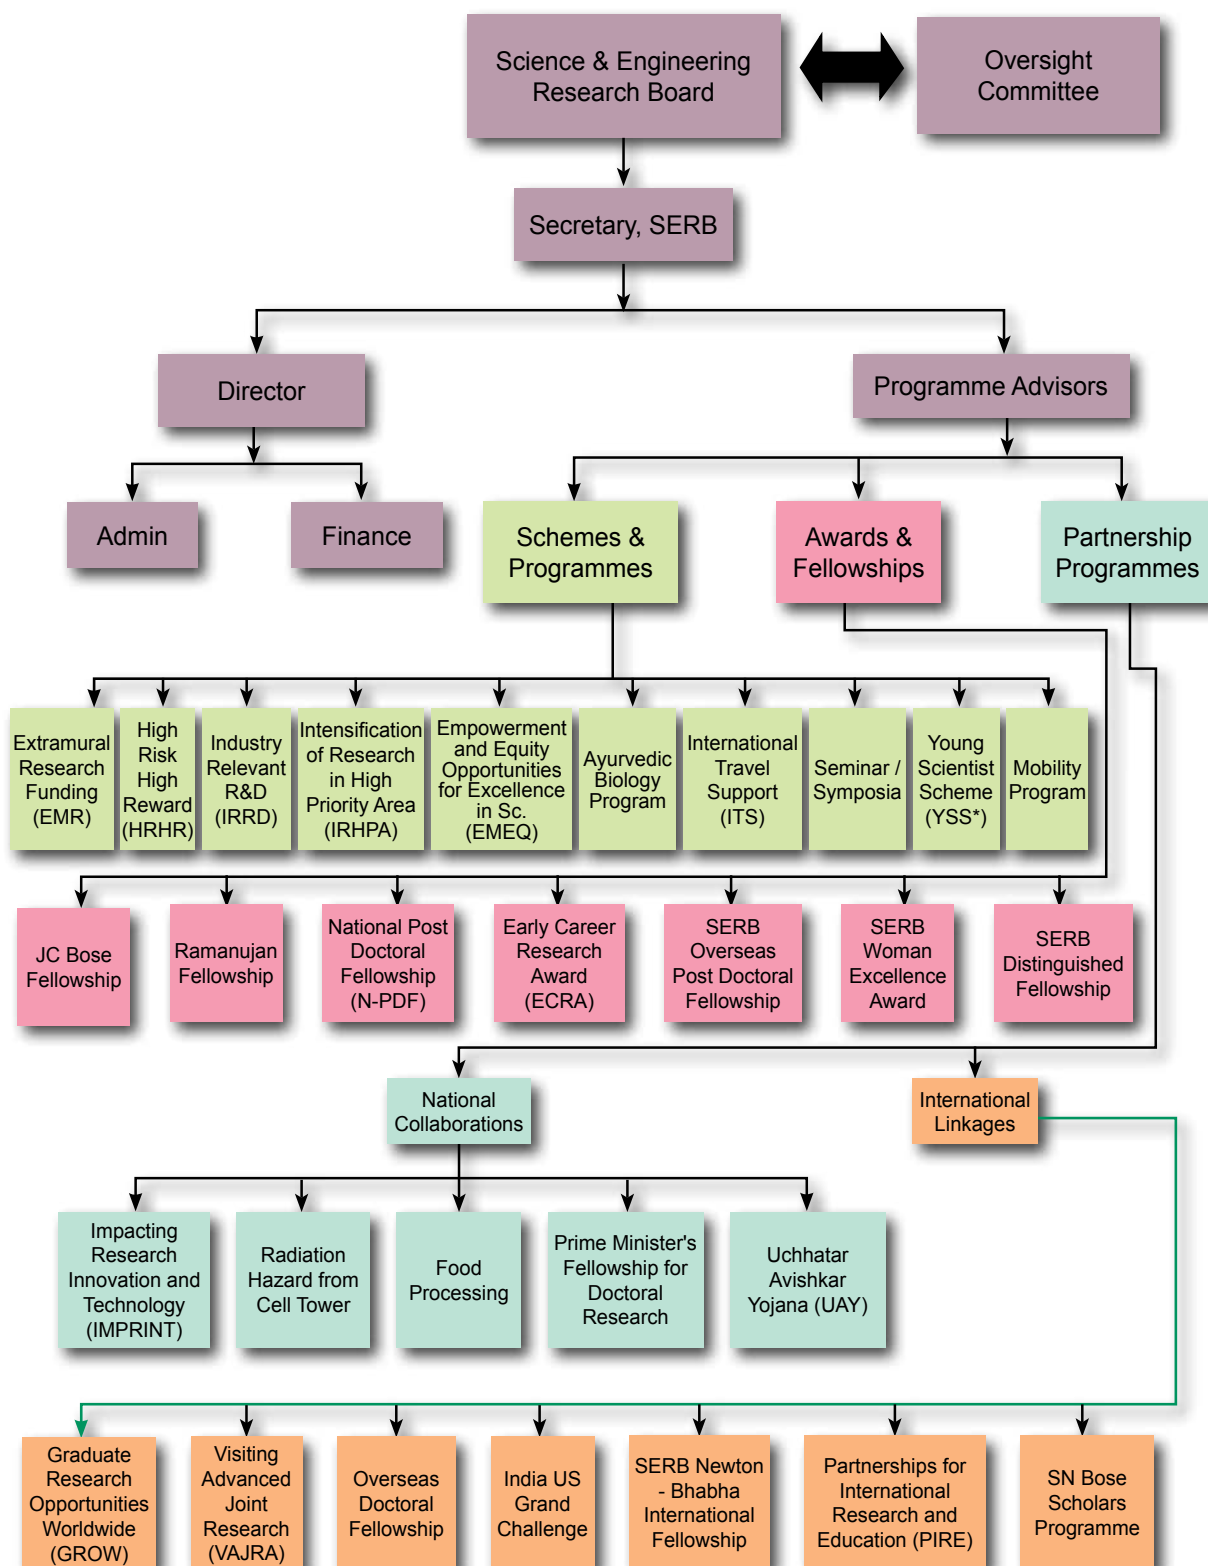 Science & Engineering
Research Board
Oversight
Committee
Secretary, SERB
Director
Programme Advisors
Admin
Finance
Schemes &
Programmes
Awards &
Fellowships
Partnership
Programmes
Extramural
Research
Funding
(EMR)
High
Risk
High
Reward
(HRHR)
Industry
Relevant
R&D
(IRRD)
Intensification
of Research
in High
Priority Area
(IRHPA)
Empowerment
and Equity
Opportunities
for Excellence
in Sc.
(EMEQ)
Ayurvedic
Biology
Program
International
Travel
Support
(ITS)
Seminar /
Symposia
Young
Scientist
Scheme
(YSS*)
Mobility
Program
JC Bose
Fellowship
Ramanujan
Fellowship
National Post
Doctoral
Fellowship
(N-PDF)
Early Career
Research
Award
(ECRA)
SERB
Overseas
Post Doctoral
Fellowship
SERB
Woman
Excellence
Award
SERB
Distinguished
Fellowship
National
Collaborations
International
Linkages
Impacting
Research
Innovation and
Technology
(IMPRINT)
Radiation
Hazard from
Cell Tower
Food
Processing
Prime Minister's
Fellowship for
Doctoral
Research
Uchhatar
Avishkar
Yojana (UAY)
Graduate
Research
Opportunities
Worldwide
(GROW)
Visiting
Advanced
Joint
Research
(VAJRA)
Overseas
Doctoral
Fellowship
India US
Grand
Challenge
SERB Newton
- Bhabha
International
Fellowship
Partnerships for
International
Research and
Education (PIRE)
SN Bose
Scholars
Programme